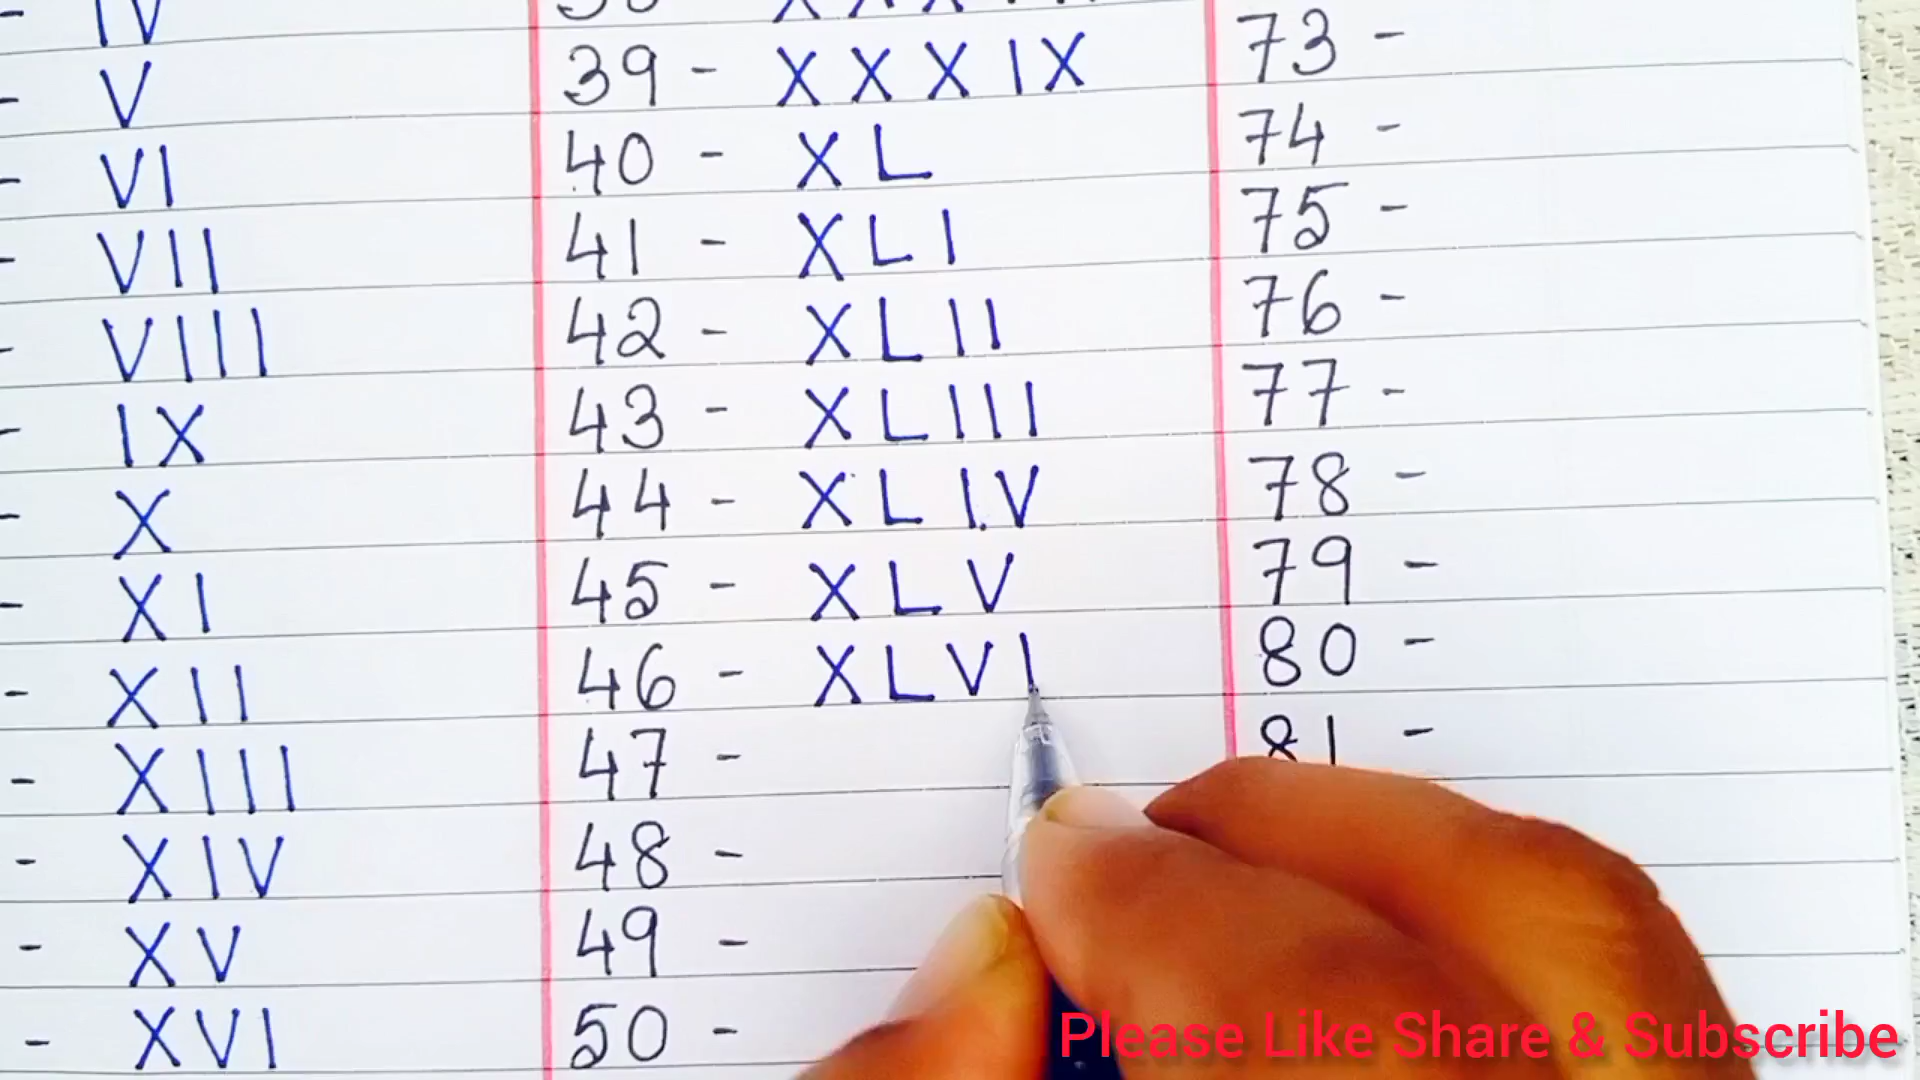 - IV
- V
- VI
- VII
- VIII
- IX
- X
- XI
- XII
- XIII
- XIV
- XV
- XVI
39 - XXXIX
40 - XL
41 - XLI
42 - XLII
43 - XLIII
44 - XLIV
45 - XLV
46 - XLVI
47 -
48 -
49 -
50 -
73 -
74 -
75 -
76 -
77 -
78 -
79 -
80 -
81 -
Please Like Share & Subscribe